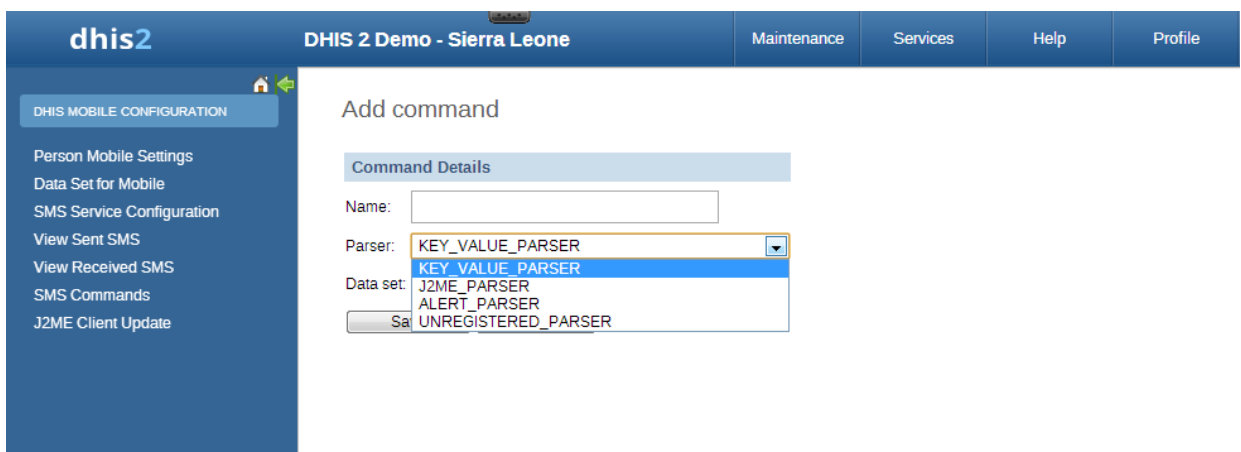 dhis2
DHIS 2 Demo - Sierra Leone
Maintenance
Services
Help
Profile
DHIS MOBILE CONFIGURATION
Person Mobile Settings
Data Set for Mobile
SMS Service Configuration
View Sent SMS
View Received SMS
SMS Commands
J2ME Client Update
Add command
Command Details
Name:
Parser: KEY_VALUE_PARSER
KEY_VALUE_PARSER
Data set: J2ME_PARSER
ALERT_PARSER
Sa UNREGISTERED_PARSER